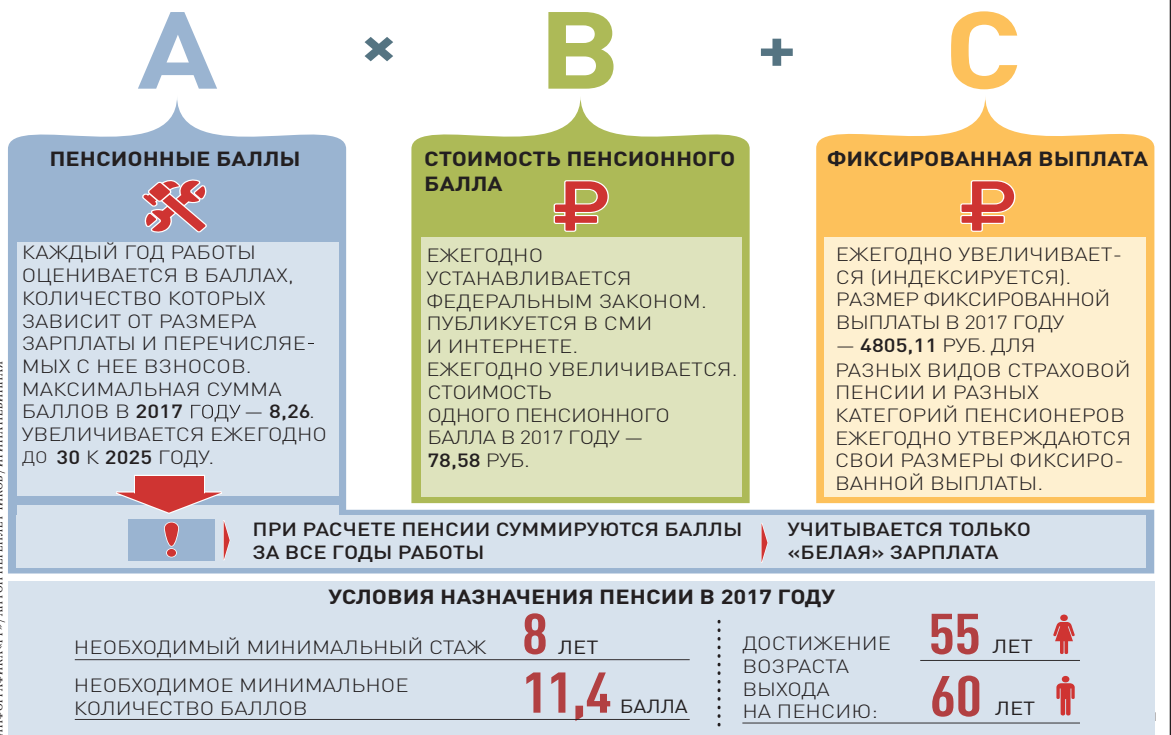 A × B + C
ПЕНСИОННЫЕ БАЛЛЫ
КАЖДЫЙ ГОД РАБОТЫ
ОЦЕНИВАЕТСЯ В БАЛЛАХ,
КОЛИЧЕСТВО КОТОРЫХ
ЗАВИСИТ ОТ РАЗМЕРА
ЗАРПЛАТЫ И ПЕРЕЧИСЛЯЕ-
МЫХ С НЕЕ ВЗНОСОВ.
МАКСИМАЛЬНАЯ СУММА
БАЛЛОВ В 2017 ГОДУ — 8,26.
УВЕЛИЧИВАЕТСЯ ЕЖЕГОДНО
ДО 30 К 2025 ГОДУ.
СТОИМОСТЬ ПЕНСИОННОГО
БАЛЛА
₽
ЕЖЕГОДНО
УСТАНАВЛИВАЕТСЯ
ФЕДЕРАЛЬНЫМ ЗАКОНОМ.
ПУБЛИКУЕТСЯ В СМИ
И ИНТЕРНЕТЕ.
ЕЖЕГОДНО УВЕЛИЧИВАЕТСЯ.
СТОИМОСТЬ
ОДНОГО ПЕНСИОННОГО
БАЛЛА В 2017 ГОДУ —
78,58 РУБ.
ФИКСИРОВАННАЯ ВЫПЛАТА
₽
ЕЖЕГОДНО УВЕЛИЧИВАЕТ-
СЯ (ИНДЕКСИРУЕТСЯ).
РАЗМЕР ФИКСИРОВАННОЙ
ВЫПЛАТЫ В 2017 ГОДУ
— 4805,11 РУБ. ДЛЯ
РАЗНЫХ ВИДОВ СТРАХОВОЙ
ПЕНСИИ И РАЗНЫХ
КАТЕГОРИЙ ПЕНСИОНЕРОВ
ЕЖЕГОДНО УТВЕРЖДАЮТСЯ
СВОИ РАЗМЕРЫ ФИКСИРО-
ВАННОЙ ВЫПЛАТЫ.
!
ПРИ РАСЧЕТЕ ПЕНСИИ СУММИРУЮТСЯ БАЛЛЫ
ЗА ВСЕ ГОДЫ РАБОТЫ
УЧИТЫВАЕТСЯ ТОЛЬКО
«БЕЛАЯ» ЗАРПЛАТА
УСЛОВИЯ НАЗНАЧЕНИЯ ПЕНСИИ В 2017 ГОДУ
НЕОБХОДИМЫЙ МИНИМАЛЬНЫЙ СТАЖ 8 ЛЕТ
НЕОБХОДИМОЕ МИНИМАЛЬНОЕ
КОЛИЧЕСТВО БАЛЛОВ 11,4 БАЛЛА
ДОСТИЖЕНИЕ
ВОЗРАСТА
ВЫХОДА
НА ПЕНСИЮ:
55 ЛЕТ
60 ЛЕТ